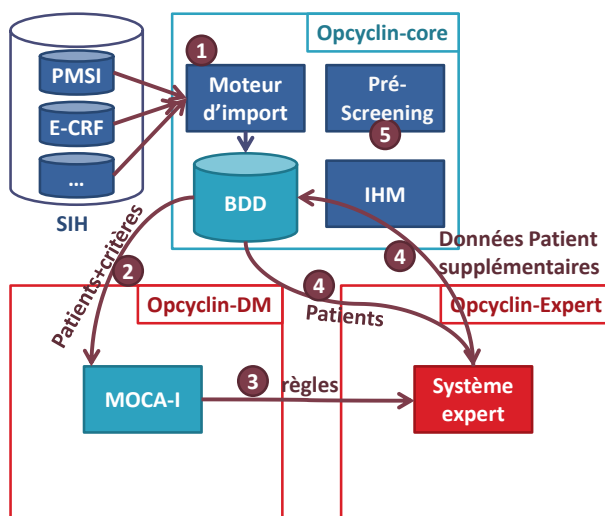 Opcyclin-core
1
PMSI
E-CRF
...
SIH
Moteur
d'import
Pré-
Screening
5
BDD
IHM
Patients+critères
2
4
Données Patient
supplémentaires
4
Patients
Opcyclin-DM
Opcyclin-Expert
MOCA-I
3
règles
Système
expert